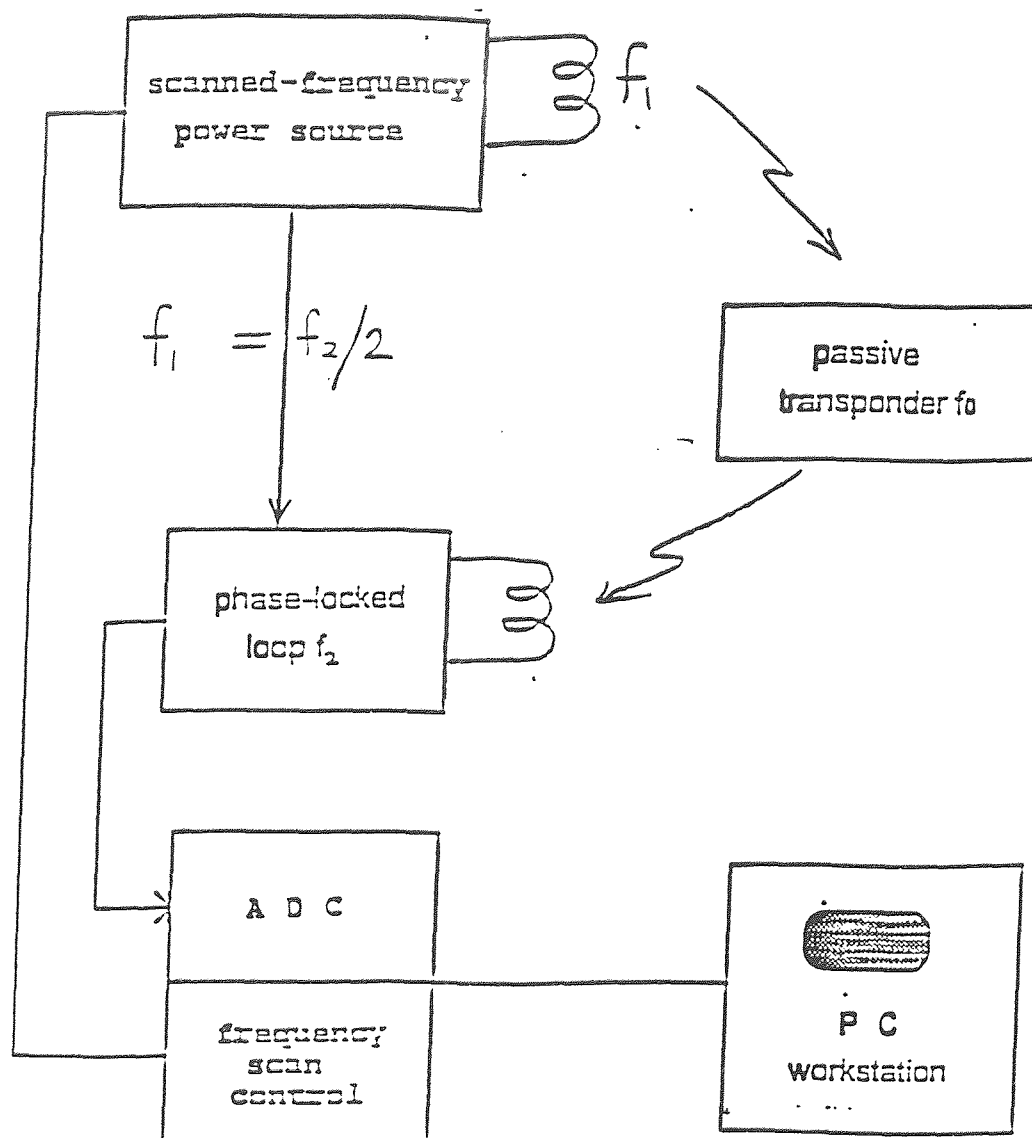 scanned-frequency
power source
f₁
f₁ = f₂/2
passive
transponder f₀
phase-locked
loop f₂
A D C
frequency
scan
control
P C
workstation